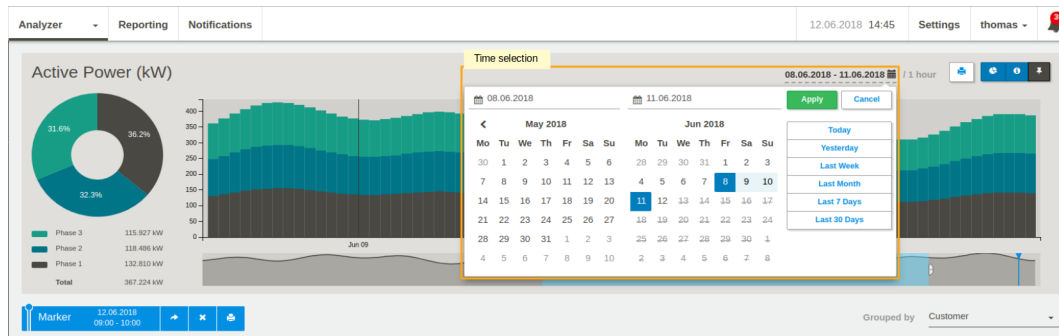 Analyzer Reporting Notifications 12.06.2018 14:45 Settings thomas 3
Time selection
Active Power (kW)
08.06.2018 - 11.06.2018 / 1 hour
31.6%
36.2%
32.3%
Phase 3 115.927 kW
Phase 2 118.486 kW
Phase 1 132.810 kW
Total 367.224 kW
400
350
300
250
200
150
100
50
0
Jun 09
08.06.2018 11.06.2018 Apply Cancel
May 2018
Mo Tu We Th Fr Sa Su
30 1 2 3 4 5 6
7 8 9 10 11 12 13
14 15 16 17 18 19 20
21 22 23 24 25 26 27
28 29 30 31 1 2 3
4 5 6 7 8 9 10
Jun 2018
Mo Tu We Th Fr Sa Su
28 29 30 31 1 2 3
4 5 6 7 8 9 10
11 12 13 14 15 16 17
18 19 20 21 22 23 24
25 26 27 28 29 30 1
2 3 4 5 6 7 8
Today
Yesterday
Last Week
Last Month
Last 7 Days
Last 30 Days
Marker 12.06.2018
09:00 - 10:00
Grouped by Customer